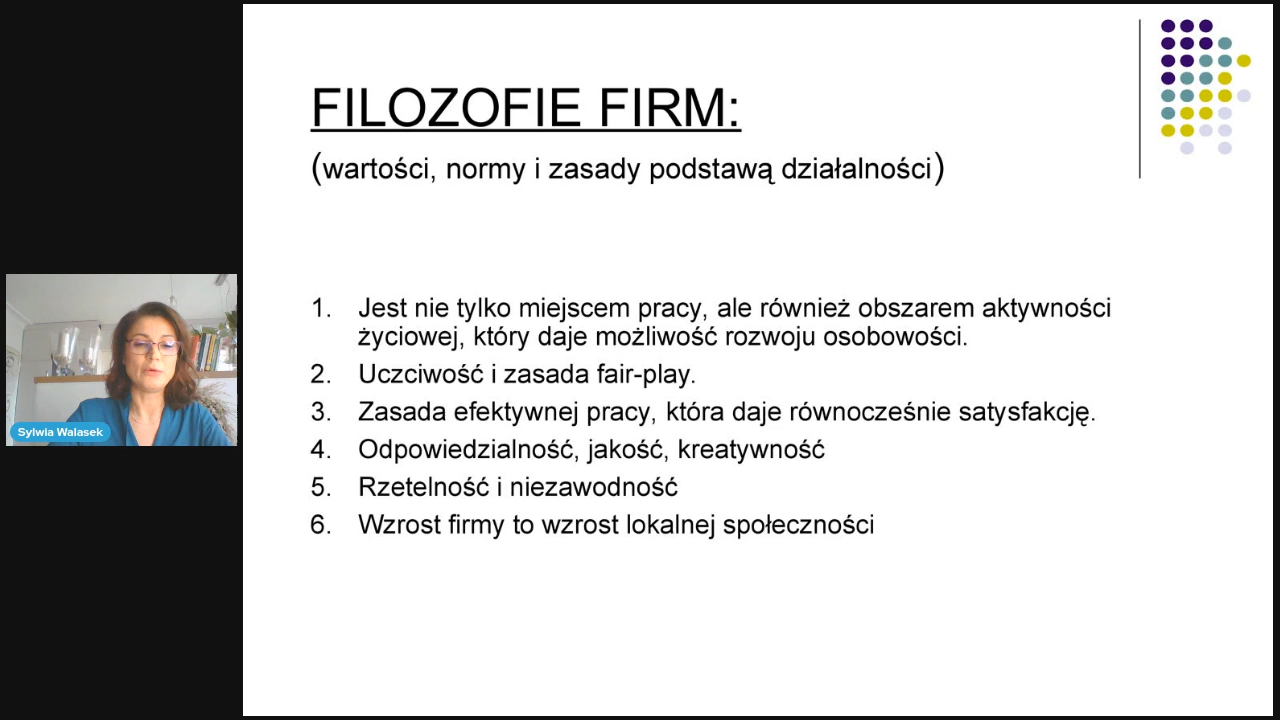 FILOZOFIE FIRM:
(wartości, normy i zasady podstawą działalności)
1. Jest nie tylko miejscem pracy, ale również obszarem aktywności
życiowej, który daje możliwość rozwoju osobowości.
2. Uczciwość i zasada fair-play.
3. Zasada efektywnej pracy, która daje równocześnie satysfakcję.
4. Odpowiedzialność, jakość, kreatywność
5. Rzetelność i niezawodność
6. Wzrost firmy to wzrost lokalnej społeczności
Sylwia Walasek